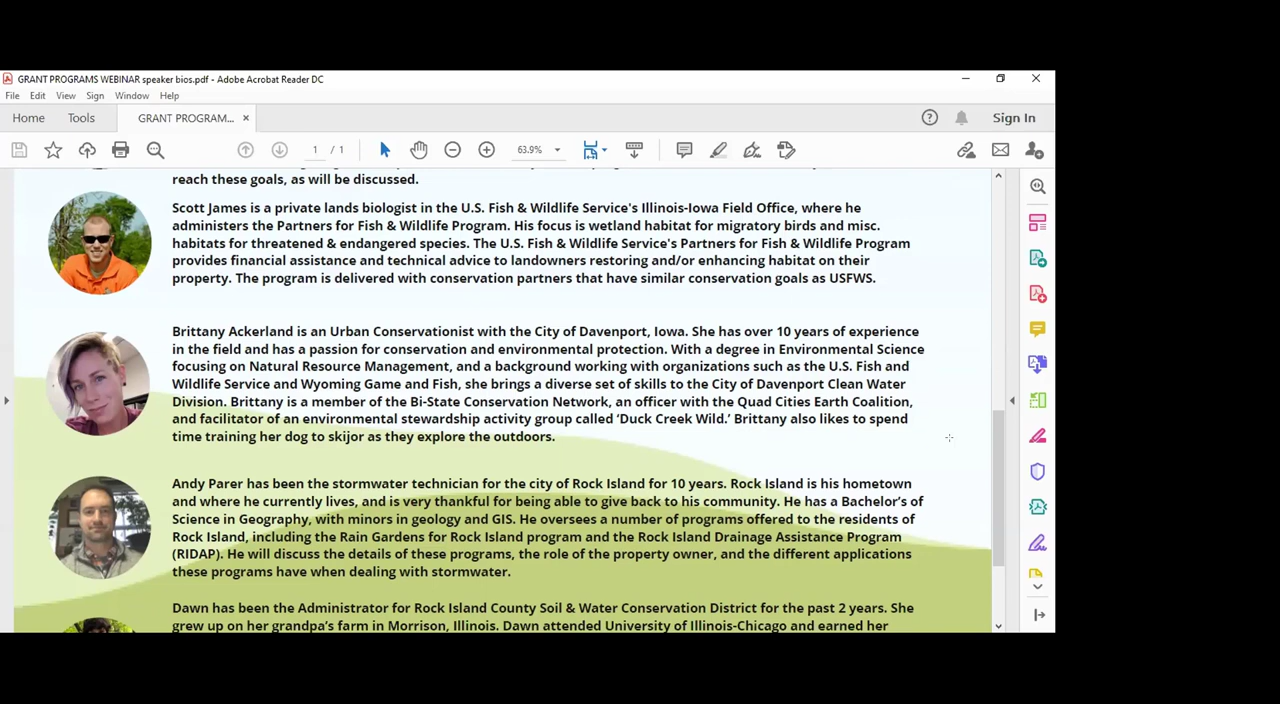 GRANT PROGRAMS WEBINAR speaker bios.pdf - Adobe Acrobat Reader DC
File Edit View Sign Window Help
Home Tools GRANT PROGRAM... × Sign In
1 / 1 63.9%
reach these goals, as will be discussed.
Scott James is a private lands biologist in the U.S. Fish & Wildlife Service's Illinois-Iowa Field Office, where he
administers the Partners for Fish & Wildlife Program. His focus is wetland habitat for migratory birds and misc.
habitats for threatened & endangered species. The U.S. Fish & Wildlife Service's Partners for Fish & Wildlife Program
provides financial assistance and technical advice to landowners restoring and/or enhancing habitat on their
property. The program is delivered with conservation partners that have similar conservation goals as USFWS.
Brittany Ackerland is an Urban Conservationist with the City of Davenport, Iowa. She has over 10 years of experience
in the field and has a passion for conservation and environmental protection. With a degree in Environmental Science
focusing on Natural Resource Management, and a background working with organizations such as the U.S. Fish and
Wildlife Service and Wyoming Game and Fish, she brings a diverse set of skills to the City of Davenport Clean Water
Division. Brittany is a member of the Bi-State Conservation Network, an officer with the Quad Cities Earth Coalition,
and facilitator of an environmental stewardship activity group called ‘Duck Creek Wild.’ Brittany also likes to spend
time training her dog to skijor as they explore the outdoors.
Andy Parer has been the stormwater technician for the city of Rock Island for 10 years. Rock Island is his hometown
and where he currently lives, and is very thankful for being able to give back to his community. He has a Bachelor’s of
Science in Geography, with minors in geology and GIS. He oversees a number of programs offered to the residents of
Rock Island, including the Rain Gardens for Rock Island program and the Rock Island Drainage Assistance Program
(RIDAP). He will discuss the details of these programs, the role of the property owner, and the different applications
these programs have when dealing with stormwater.
Dawn has been the Administrator for Rock Island County Soil & Water Conservation District for the past 2 years. She
grew up on her grandpa’s farm in Morrison, Illinois. Dawn attended University of Illinois-Chicago and earned her